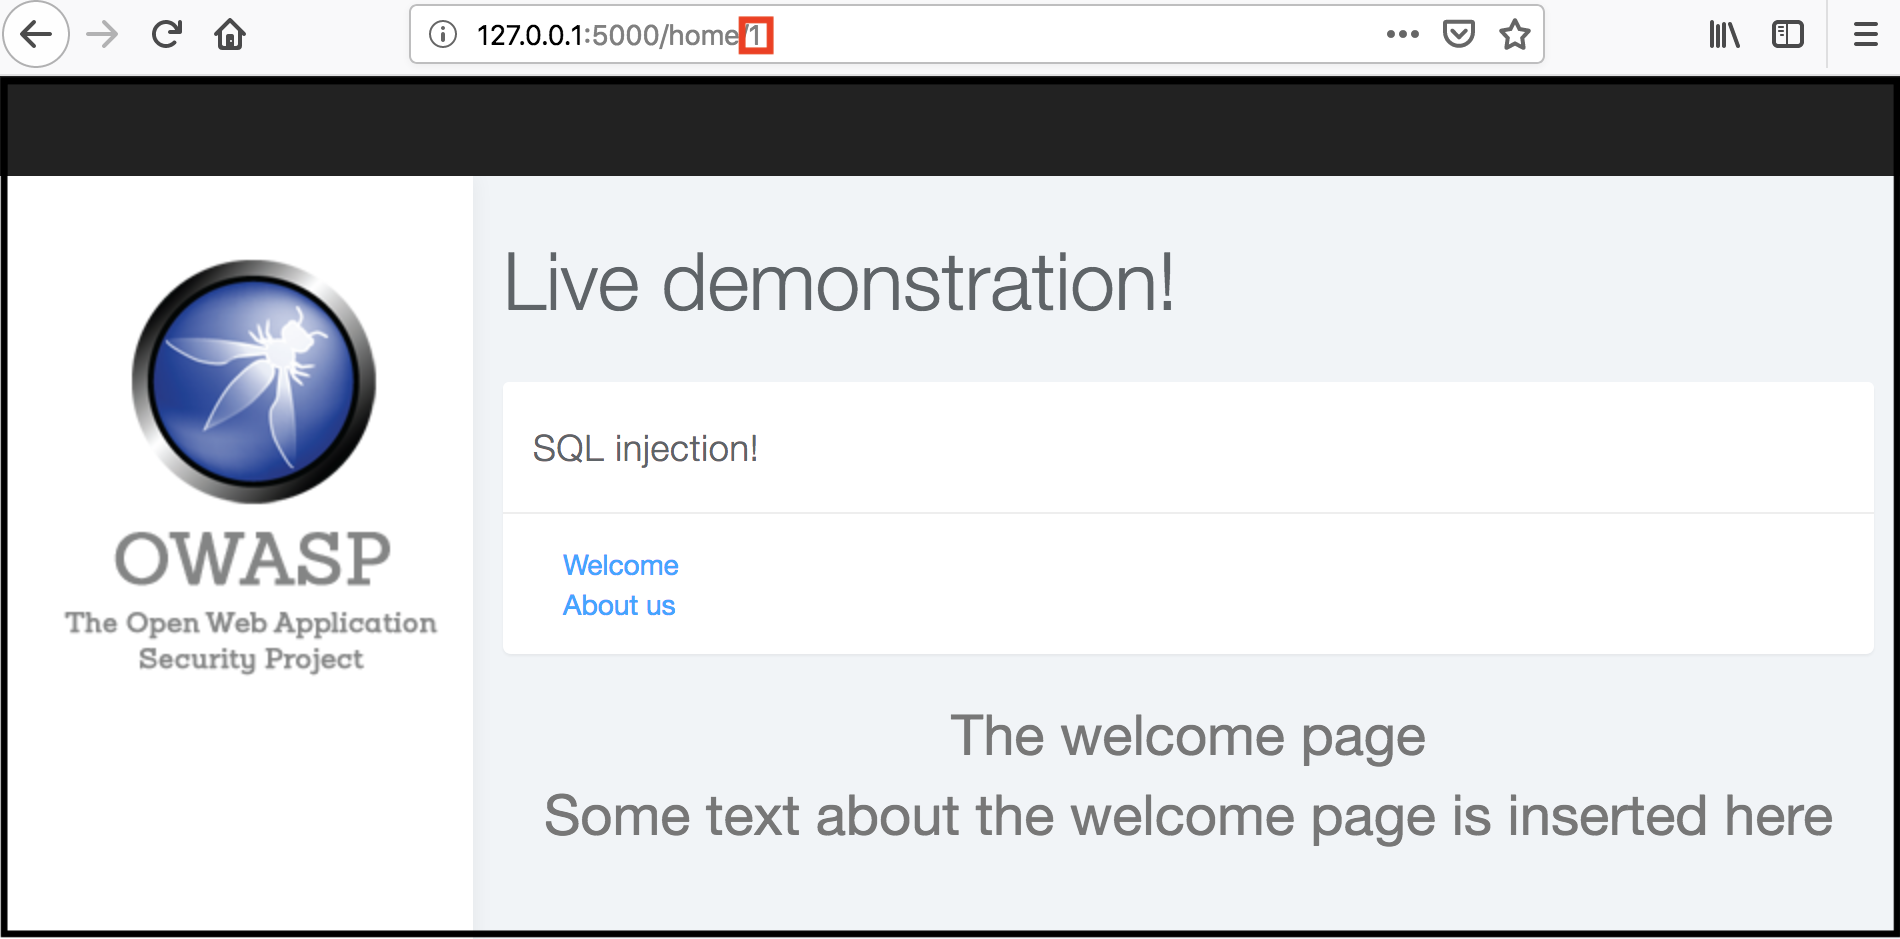 127.0.0.1:5000/home/1
OWASP
The Open Web Application
Security Project
Live demonstration!
SQL injection!
Welcome
About us
The welcome page
Some text about the welcome page is inserted here